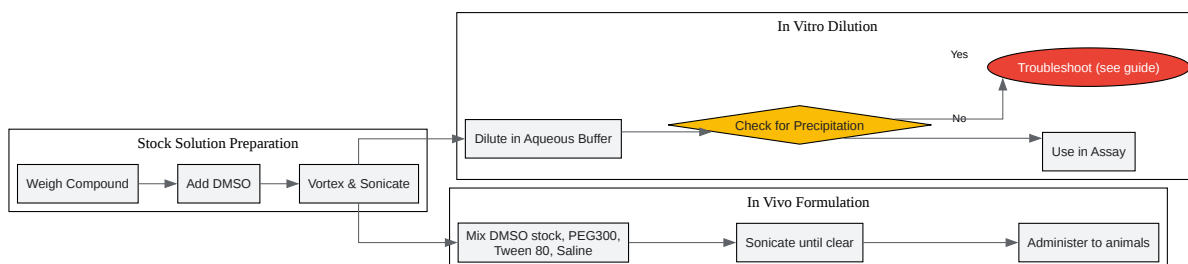 Stock Solution Preparation
Weigh Compound
Add DMSO
Vortex & Sonicate
In Vitro Dilution
Dilute in Aqueous Buffer
Check for Precipitation
Yes
Troubleshoot (see guide)
No
Use in Assay
In Vivo Formulation
Mix DMSO stock, PEG300,
Tween 80, Saline
Sonicate until clear
Administer to animals